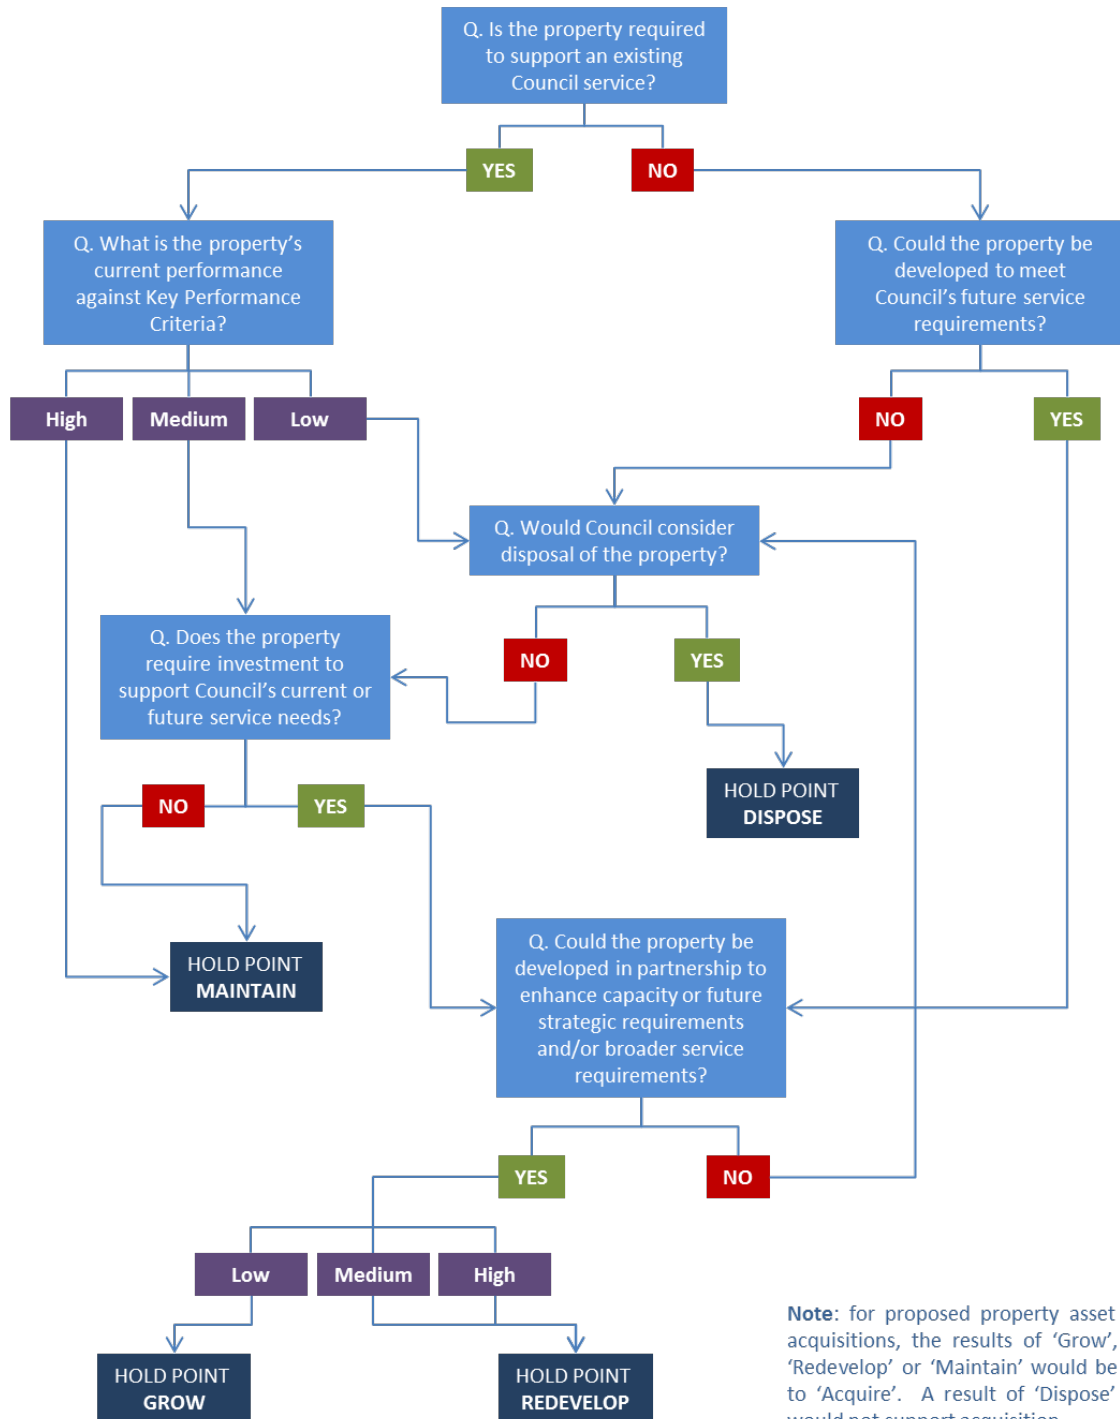 Q. Is the property required
to support an existing
Council service?
YES
NO
Q. What is the property's
current performance
against Key Performance
Criteria?
Q. Could the property be
developed to meet
Council's future service
requirements?
High
Medium
Low
NO
YES
Q. Would Council consider
disposal of the property?
Q. Does the property
require investment to
support Council's current or
future service needs?
NO
YES
HOLD POINT
DISPOSE
NO
YES
HOLD POINT
MAINTAIN
Q. Could the property be
developed in partnership to
enhance capacity or future
strategic requirements
and/or broader service
requirements?
YES
NO
Low
Medium
High
HOLD POINT
GROW
HOLD POINT
REDEVELOP
Note: for proposed property asset
acquisitions, the results of 'Grow',
'Redevelop' or 'Maintain' would be
to 'Acquire'. A result of 'Dispose'
would not support acquisition